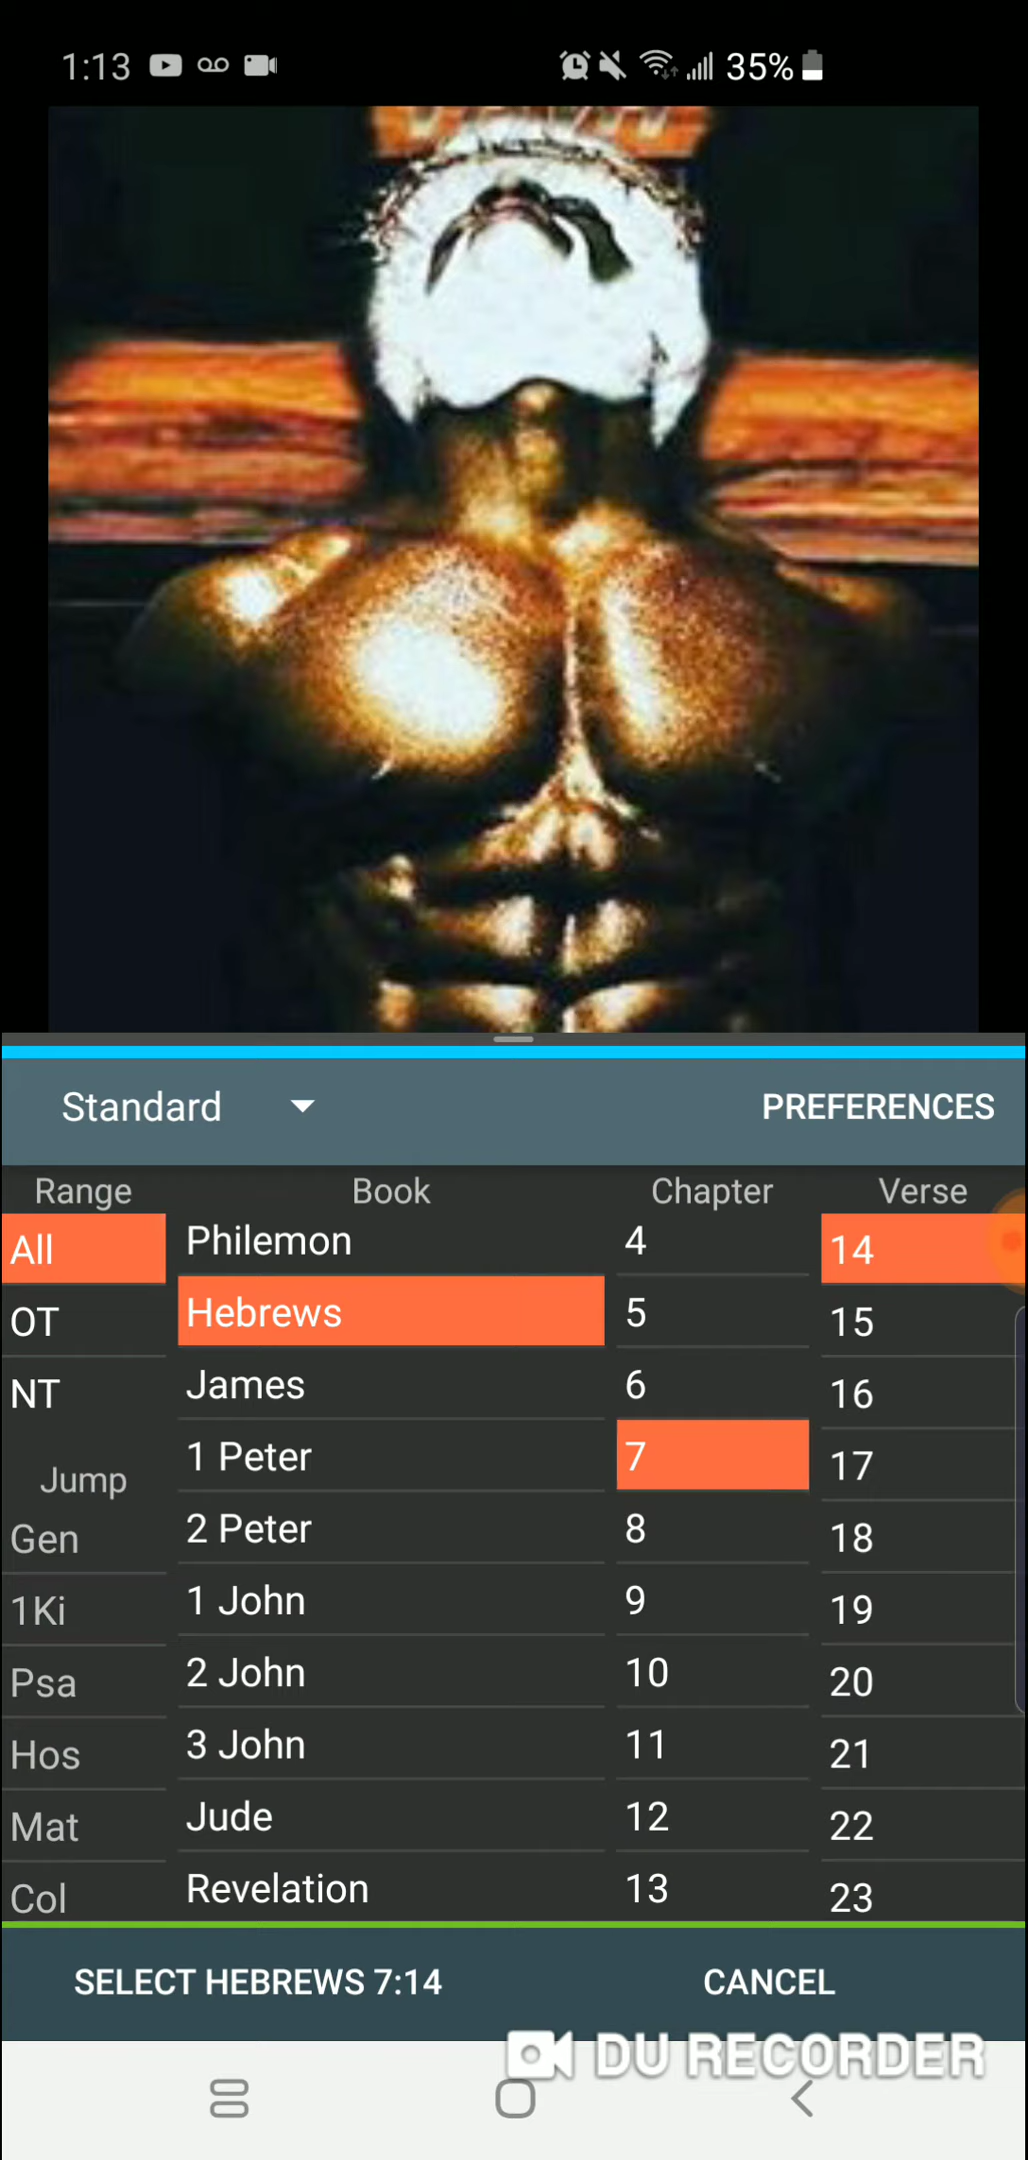 1:13 35%
Standard PREFERENCES
Range Book Chapter Verse
All Philemon 4 14
OT Hebrews 5 15
NT James 6 16
Jump 1 Peter 7 17
Gen 2 Peter 8 18
1Ki 1 John 9 19
Psa 2 John 10 20
Hos 3 John 11 21
Mat Jude 12 22
Col Revelation 13 23
SELECT HEBREWS 7:14 CANCEL
DU RECORDER